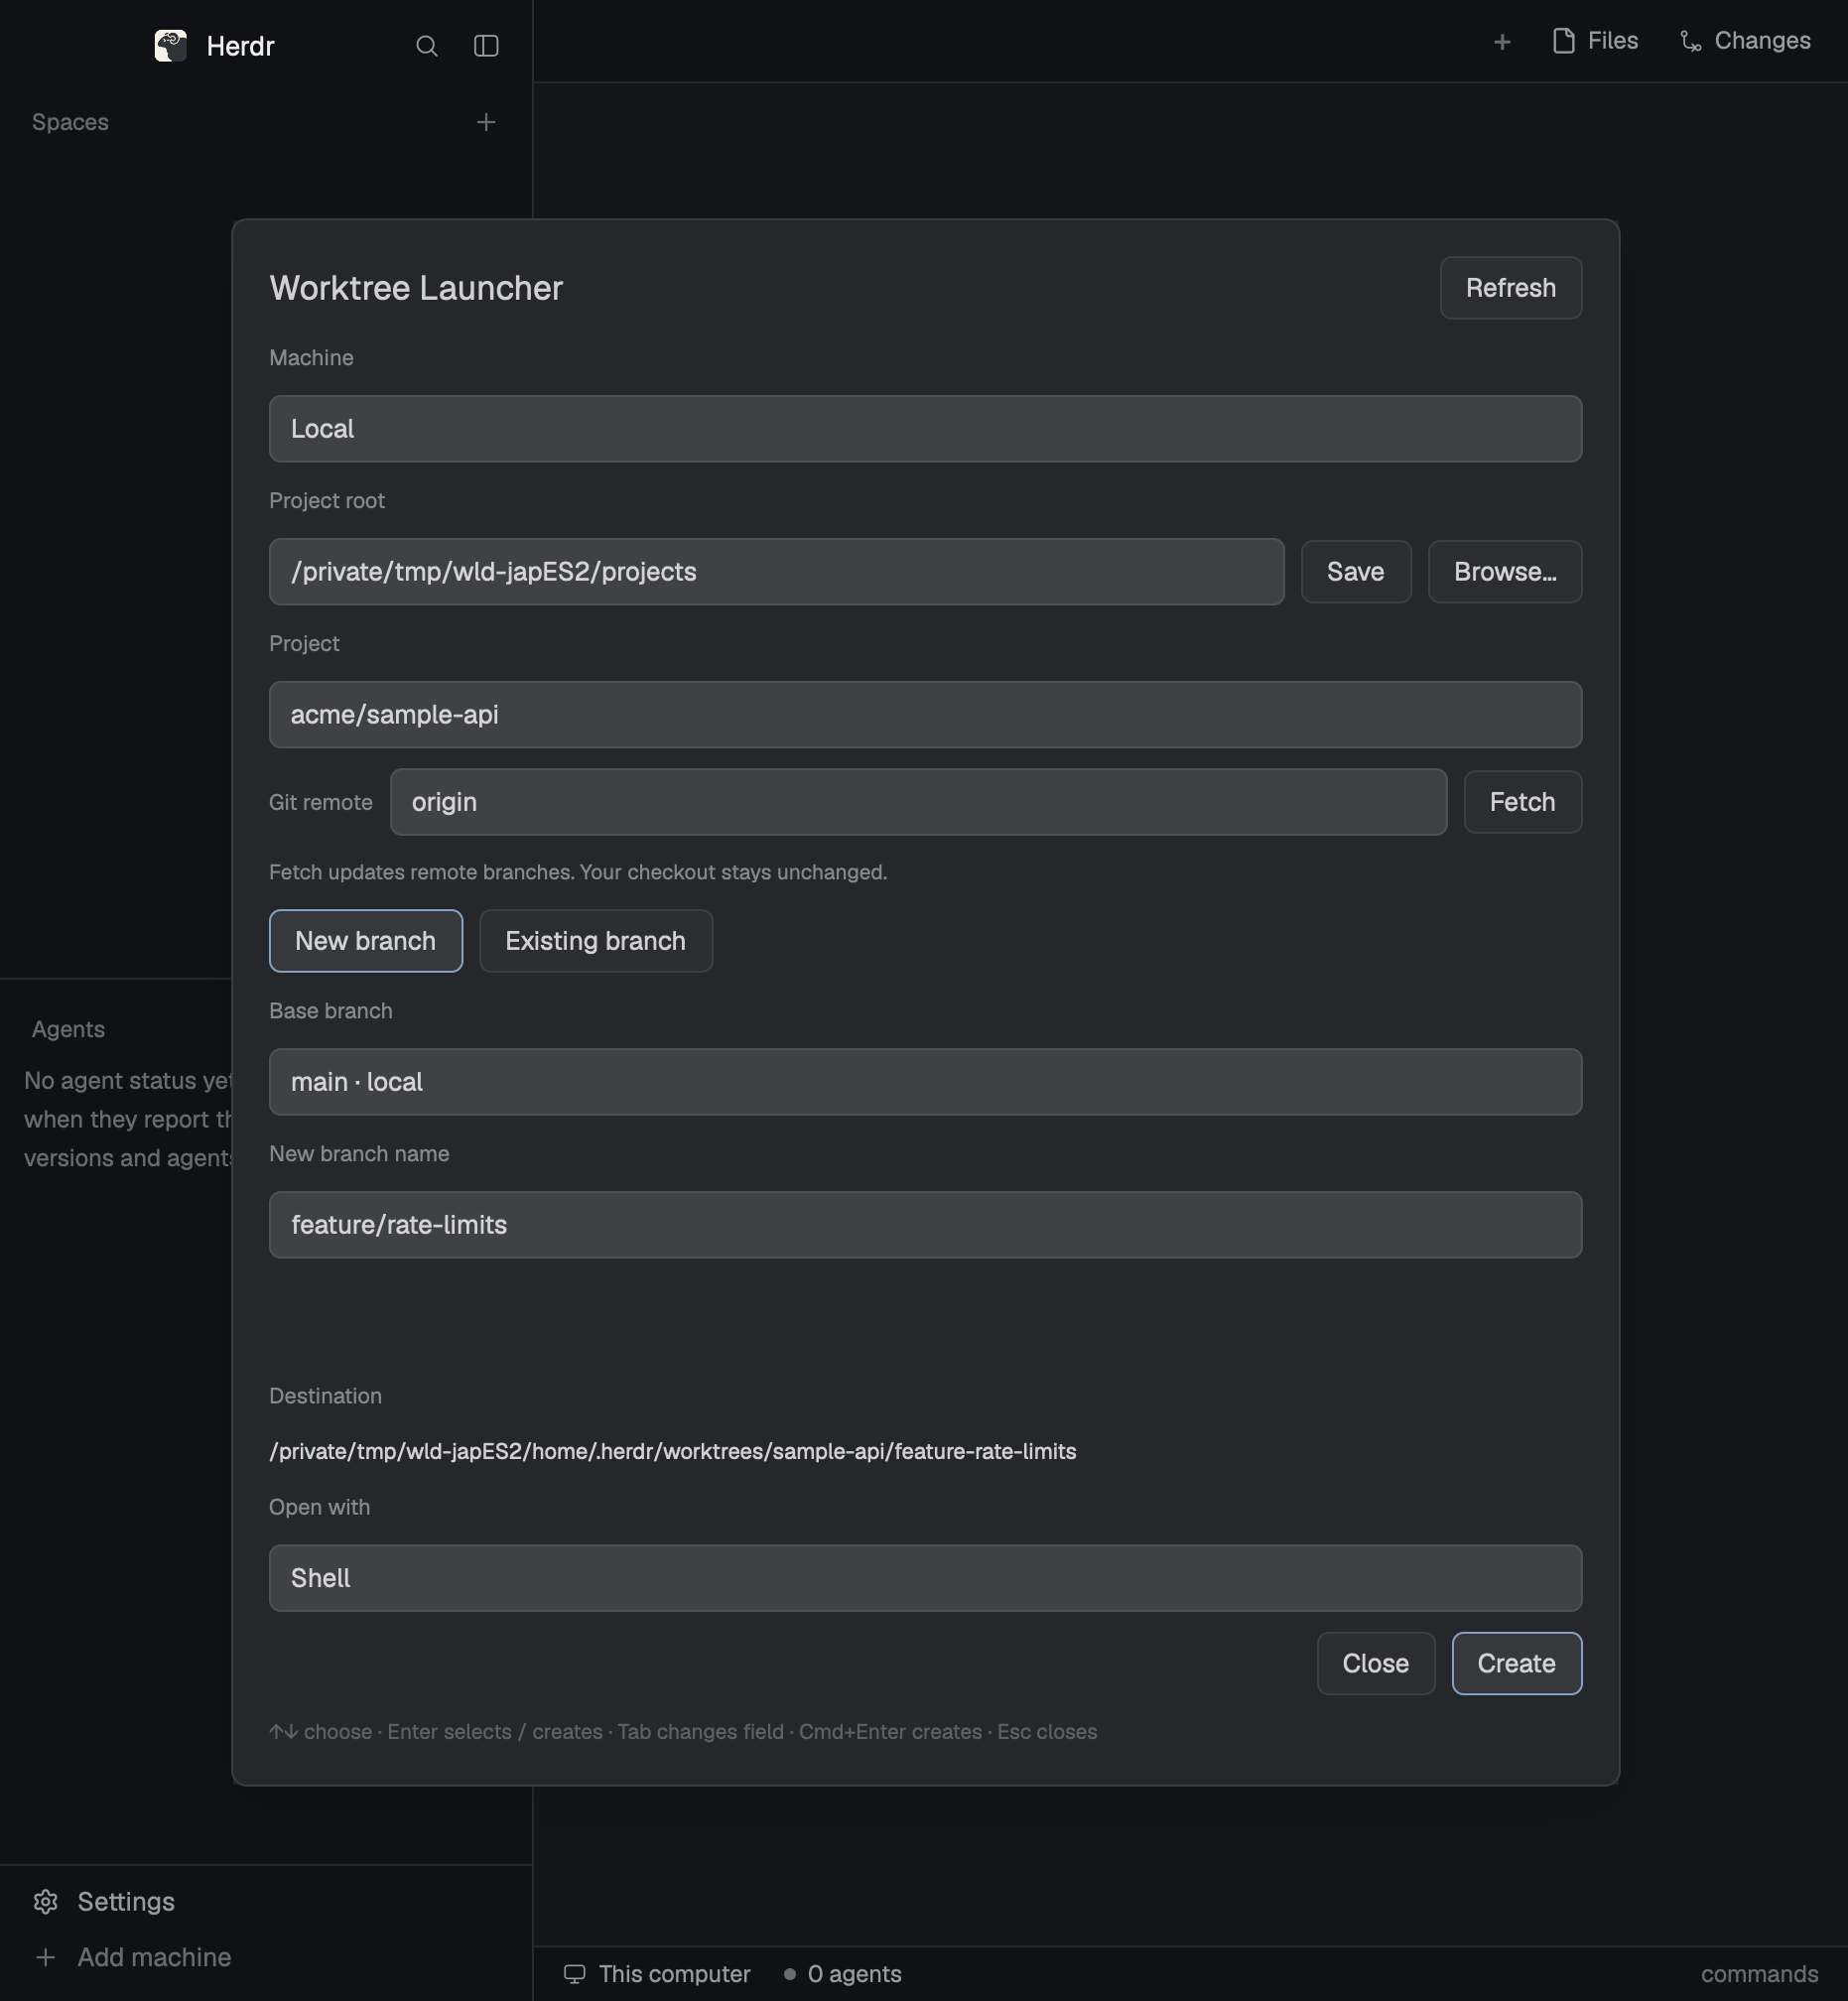 Herdr
+ Files Changes
Spaces +
Worktree Launcher
Refresh
Machine
Local
Project root
/private/tmp/wld-japES2/projects
Save
Browse…
Project
acme/sample-api
Git remote
origin
Fetch
Fetch updates remote branches. Your checkout stays unchanged.
New branch
Existing branch
Base branch
main · local
New branch name
feature/rate-limits
Destination
/private/tmp/wld-japES2/home/.herdr/worktrees/sample-api/feature-rate-limits
Open with
Shell
Close
Create
↑↓ choose · Enter selects / creates · Tab changes field · Cmd+Enter creates · Esc closes
Agents
No agent status yet
when they report
versions and agents
Settings
+ Add machine
This computer
0 agents
commands